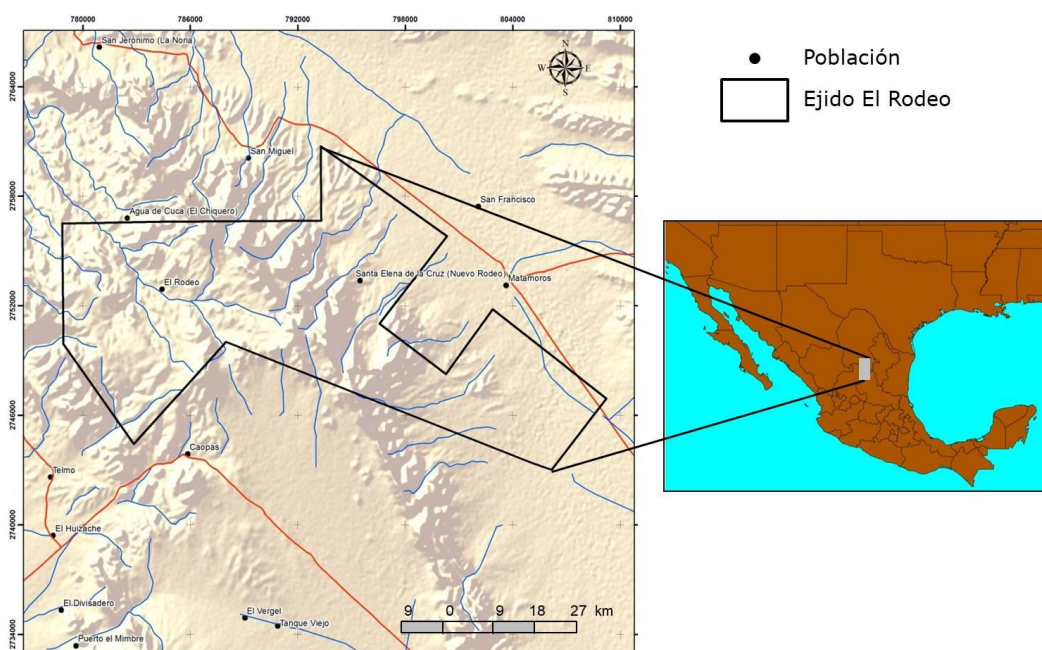 780000 786000 792000 798000 804000 810000
San Jerónimo (La Noria)
N
W E
S
Población
2764000
Ejido El Rodeo
San Miguel
2758000
San Francisco
Agua de Cuca (El Chiquero)
Santa Elena de la Cruz (Nuevo Rodeo)
Matamoros
El Rodeo
2752000
2746000
Caopas
Telmo
2740000
El Huizache
El Divisadero
9 0 9 18 27 km
El Vergel
Tanque Viejo
2734000
Puerto el Mimbre